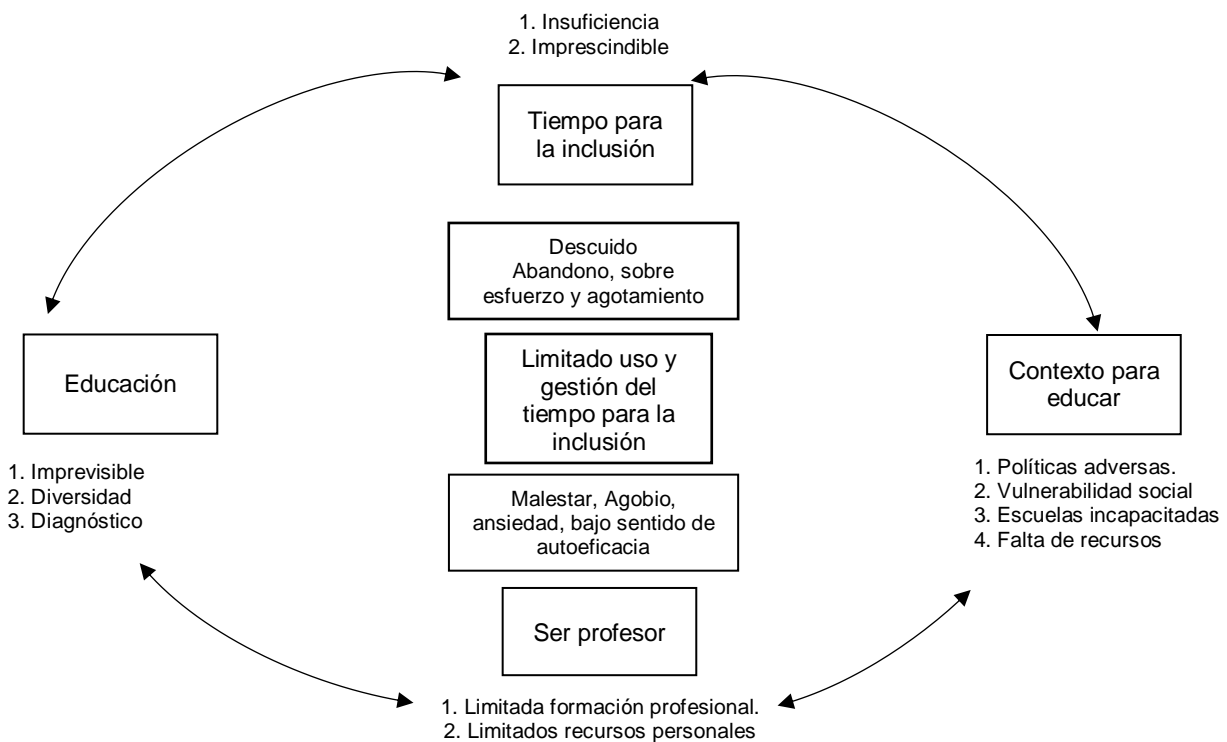 1. Insuficiencia
2. Imprescindible
Tiempo para
la inclusión
Descuido
Abandono, sobre
esfuerzo y agotamiento
Educación
Limitado uso y
gestión del
tiempo para la
inclusión
Contexto para
educar
1. Imprevisible
2. Diversidad
3. Diagnóstico
1. Políticas adversas.
2. Vulnerabilidad social
3. Escuelas incapacitadas
4. Falta de recursos
Malestar, Agobio,
ansiedad, bajo sentido de
autoeficacia
Ser profesor
1. Limitada formación profesional.
2. Limitados recursos personales